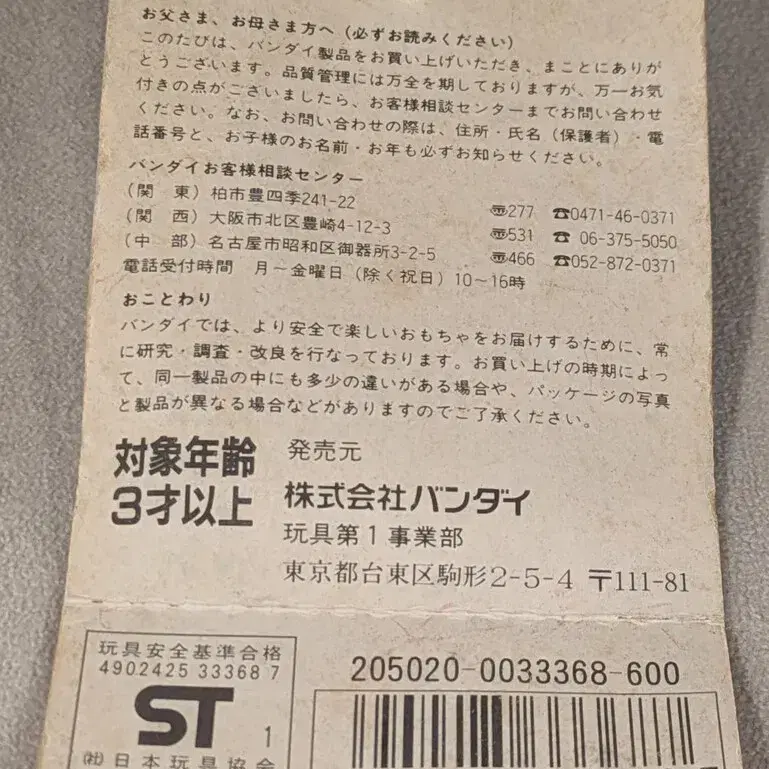 お父さま、お母さま方へ(必ずお読みください)
このたびは、バンダイ製品をお買い上げいただき、まことにありが
とうございます。品質管理には万全を期しておりますが、万一お気
付きの点がございましたら、お客様相談センターまでお問い合わせ
ください。なお、お問い合わせの際は、住所・氏名(保護者)・電
話番号と、お子様のお名前・お年も必ずお知らせください。
バンダイお客様相談センター
(関 東)柏市豊四季241-22 〠277 ☎0471-46-0371
(関 西)大阪市北区豊崎4-12-3 〠531 ☎06-375-5050
(中 部)名古屋市昭和区御器所3-2-5 〠466 ☎052-872-0371
電話受付時間 月〜金曜日(除く祝日)10〜16時
おことわり
バンダイでは、より安全で楽しいおもちゃをお届けするために、常
に研究・調査・改良を行なっております。お買い上げの時期によっ
て、同一製品の中にも多少の違いがある場合や、パッケージの写真
と製品が異なる場合などがありますのでご了承ください。
対象年齢
3才以上
発売元
株式会社バンダイ
玩具第1事業部
東京都台東区駒形2-5-4 〒111-81
玩具安全基準合格
4902425 33368 7
ST 1
㈳日本玩具協会
205020-0033368-600